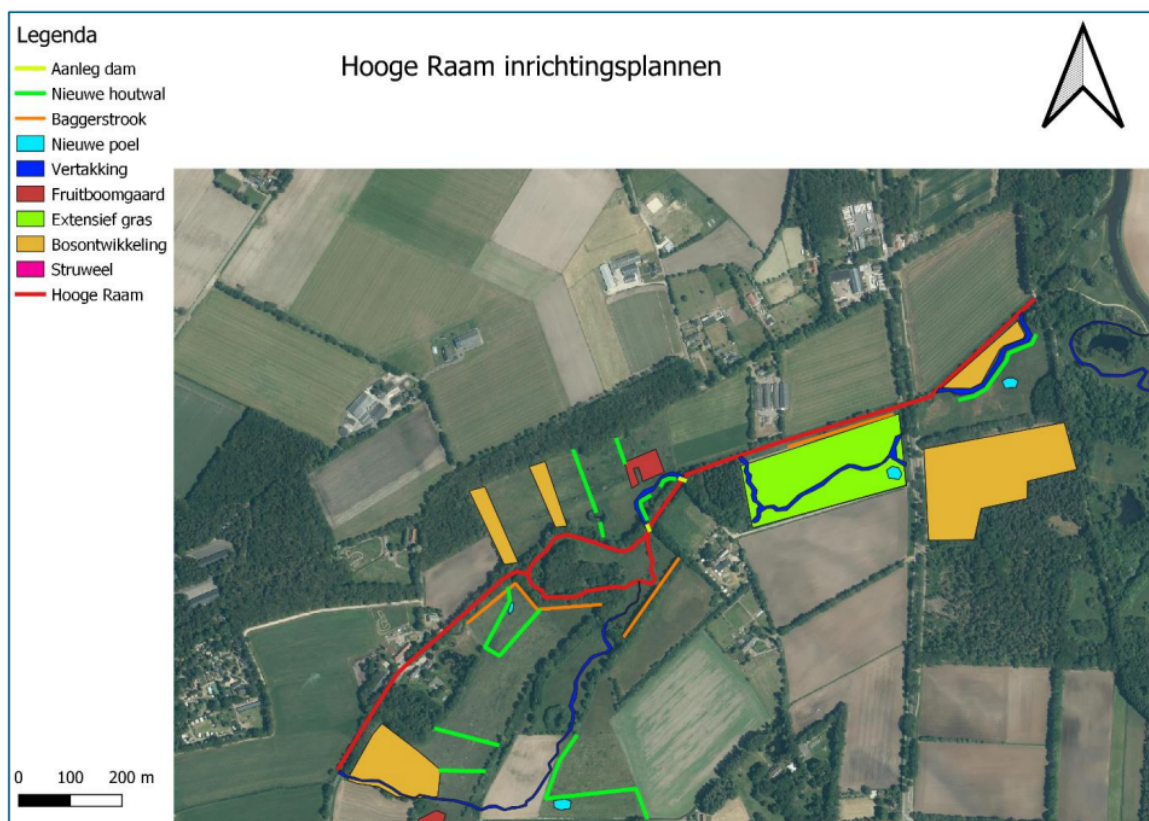 Legenda
Hooge Raam inrichtingsplannen
Aanleg dam
Nieuwe houtwal
Baggerstrook
Nieuwe poel
Vertakking
Fruitboomgaard
Extensief gras
Bosontwikkeling
Struweel
Hooge Raam
0 100 200 m